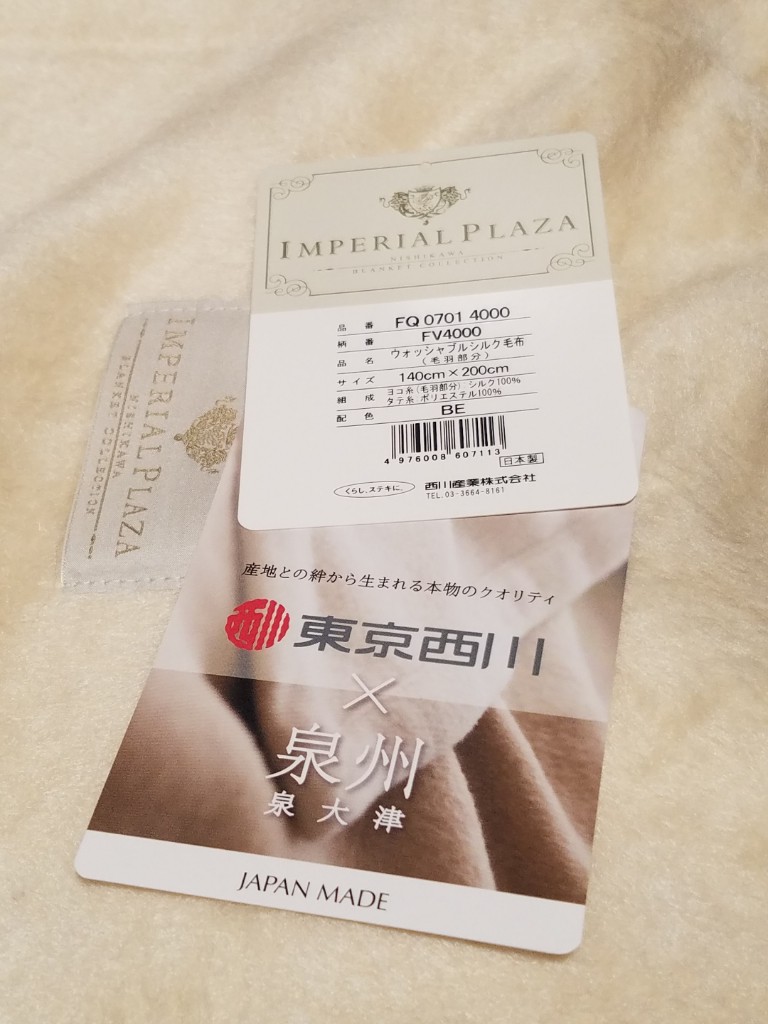 IMPERIAL PLAZA
NISHIKAWA
BLANKET COLLECTION
品番 FQ 0701 4000
柄番 FV4000
品名 ウォッシャブルシルク毛布
(毛羽部分)
サイズ 140cm×200cm
組成 ヨコ糸(毛羽部分) シルク100%
タテ糸 ポリエステル100%
配色 BE
4 976008 607113
日本製
くらし、ステキに。 西川産業株式会社
TEL.03-3664-8161
IMPERIAL PLAZA
NISHIKAWA
BLANKET COLLECTION
産地との絆から生まれる本物のクオリティ
西川 東京西川
×
泉州
泉大津
JAPAN MADE